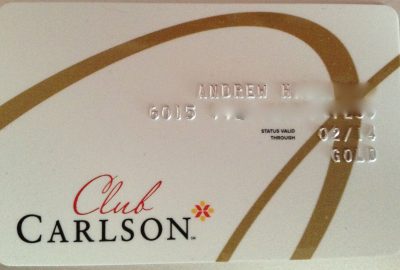 ANDREW H.
6015
STATUS VALID
THROUGH 02/14
GOLD
Club
CARLSON